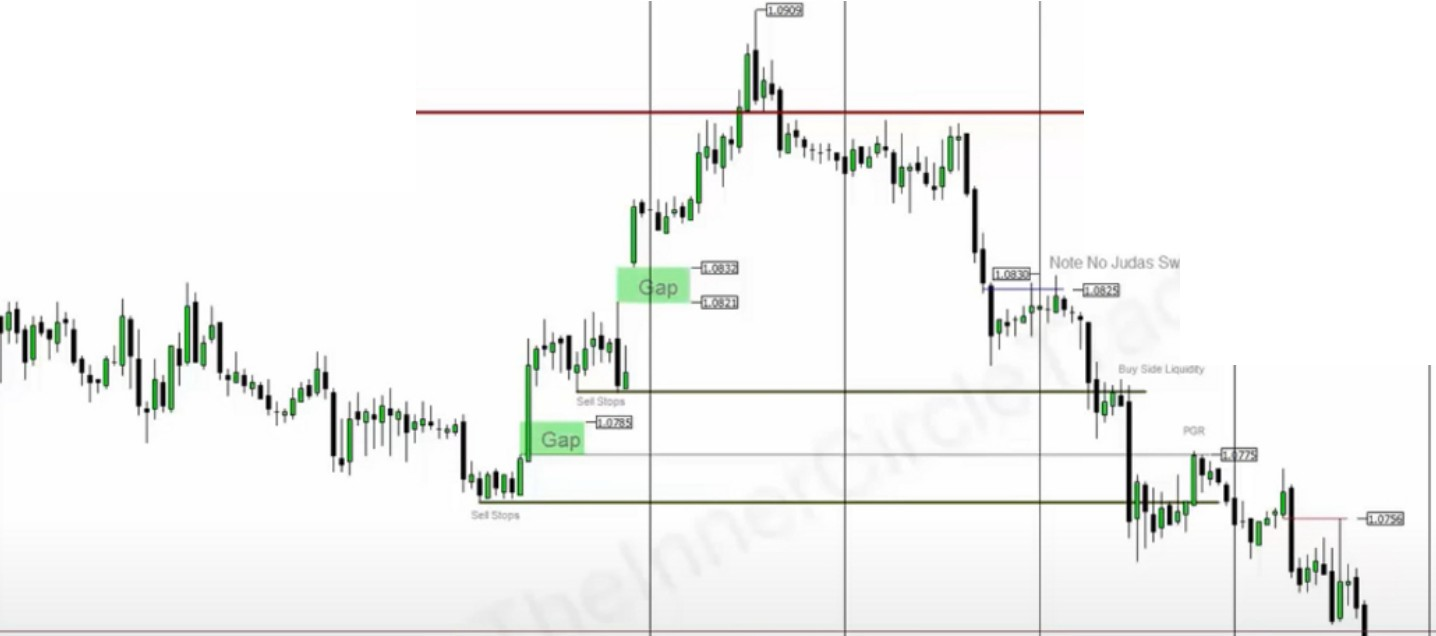 1.0909
Note No Judas Sw
1.0832
Gap
1.0821
1.0830
1.0825
Buy Side Liquidity
Sell Stops
1.0785
Gap
PGR
1.0775
Sell Stops
1.0756
TheInnerCircleTrad